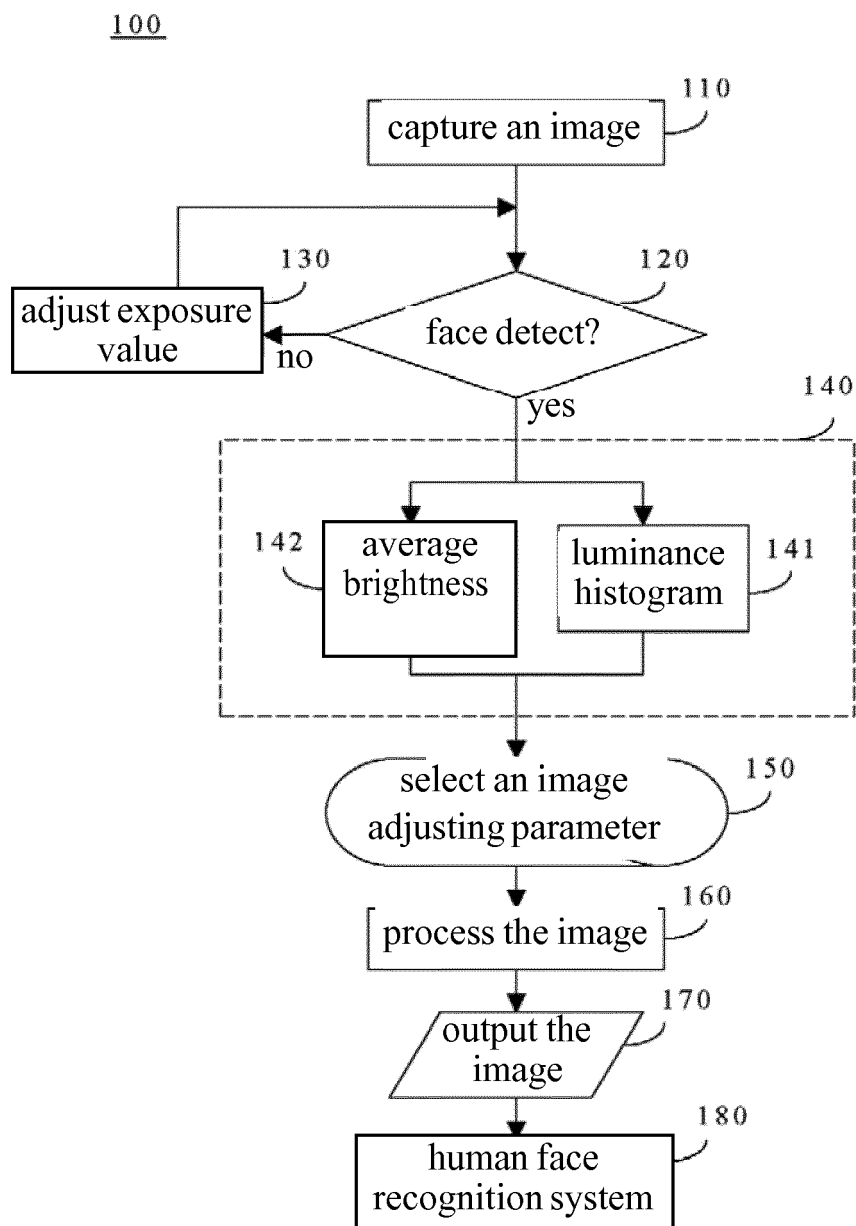 100
110
capture an image
130
120
adjust exposure
value
face detect?
no
yes
140
142
average
brightness
luminance
histogram
141
150
select an image
adjusting parameter
160
process the image
170
output the
image
180
human face
recognition system